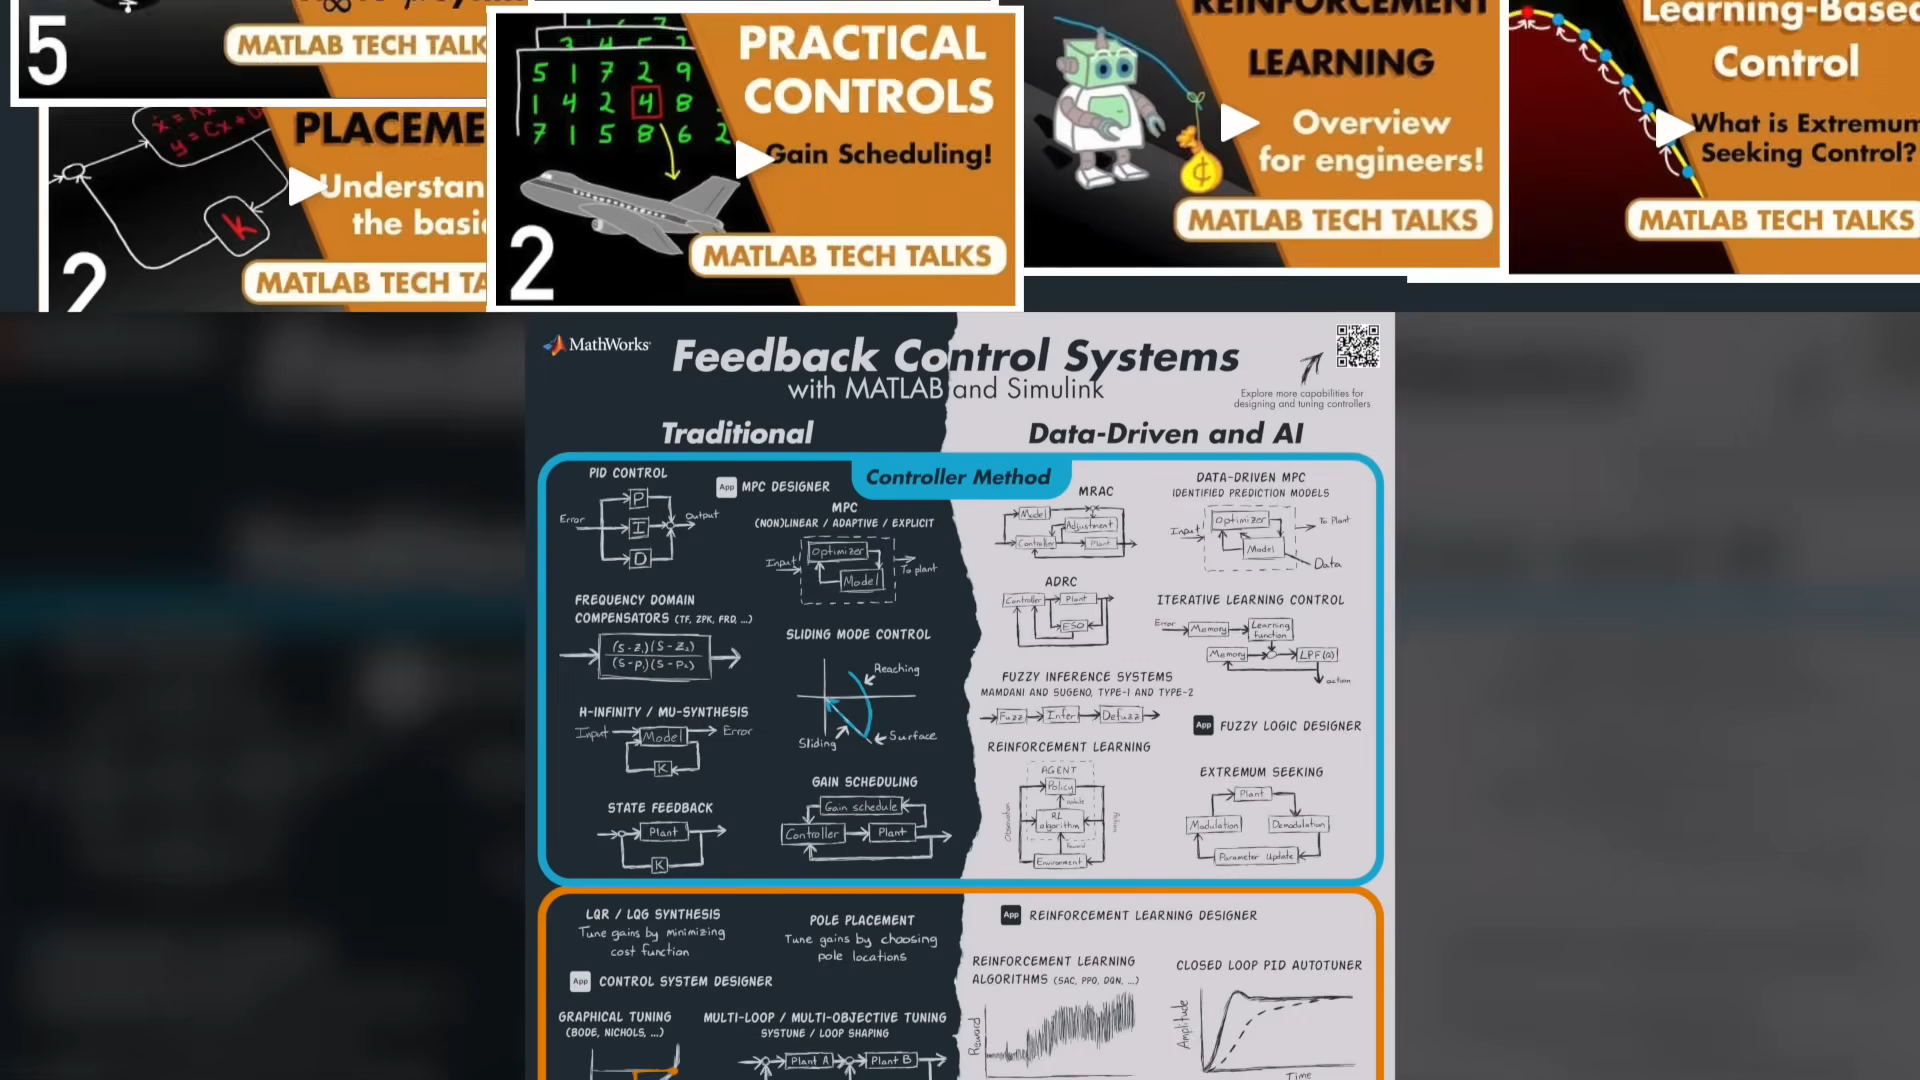 5
MATLAB TECH TALK
PLACEME
y = Cx +
Understan
the basi
K
2
MATLAB TECH TA
5 1 7 2 9
1 4 2 4 8
7 1 5 8 6 2
PRACTICAL
CONTROLS
Gain Scheduling!
2
MATLAB TECH TALKS
REINFORCEMENT
LEARNING
Overview
for engineers!
MATLAB TECH TALKS
Learning-Base
Control
What is Extremum
Seeking Control?
MATLAB TECH TALKS
MathWorks
Feedback Control Systems
with MATLAB and Simulink
Explore more capabilities for
designing and tuning controllers
Traditional
Data-Driven and AI
Controller Method
PID CONTROL
Error
P
I
D
Output
App MPC DESIGNER
MPC
(NON)LINEAR / ADAPTIVE / EXPLICIT
Input
Optimizer
Model
To plant
FREQUENCY DOMAIN
COMPENSATORS (TF, ZPK, FRD, ...)
(S-Z₁)(S-Z₂)
(S-P₁)(S-P₂)
SLIDING MODE CONTROL
Reaching
Sliding
Surface
H-INFINITY / MU-SYNTHESIS
Input
Model
Error
K
GAIN SCHEDULING
Gain schedule
Controller
Plant
STATE FEEDBACK
Plant
K
MRAC
Model
Adjustment
Controller
Plant
DATA-DRIVEN MPC
IDENTIFIED PREDICTION MODELS
Input
Optimizer
Model
To Plant
Data
ADRC
Controller
Plant
ESO
ITERATIVE LEARNING CONTROL
Error
Memory
Learning
function
Memory
LPF(Q)
action
FUZZY INFERENCE SYSTEMS
MAMDANI AND SUGENO, TYPE-1 AND TYPE-2
Fuzz
Infer
Defuzz
App FUZZY LOGIC DESIGNER
REINFORCEMENT LEARNING
AGENT
Policy
update
RL
algorithm
Reward
Environment
Observation
Action
EXTREMUM SEEKING
Plant
Modulation
Demodulation
Parameter Update
LQR / LQG SYNTHESIS
Tune gains by minimizing
cost function
POLE PLACEMENT
Tune gains by choosing
pole locations
App CONTROL SYSTEM DESIGNER
GRAPHICAL TUNING
(BODE, NICHOLS, ...)
MULTI-LOOP / MULTI-OBJECTIVE TUNING
SYSTUNE / LOOP SHAPING
Plant A
Plant B
App REINFORCEMENT LEARNING DESIGNER
REINFORCEMENT LEARNING
ALGORITHMS (SAC, PPO, DQN, ...)
Reward
CLOSED LOOP PID AUTOTUNER
Amplitude
Time